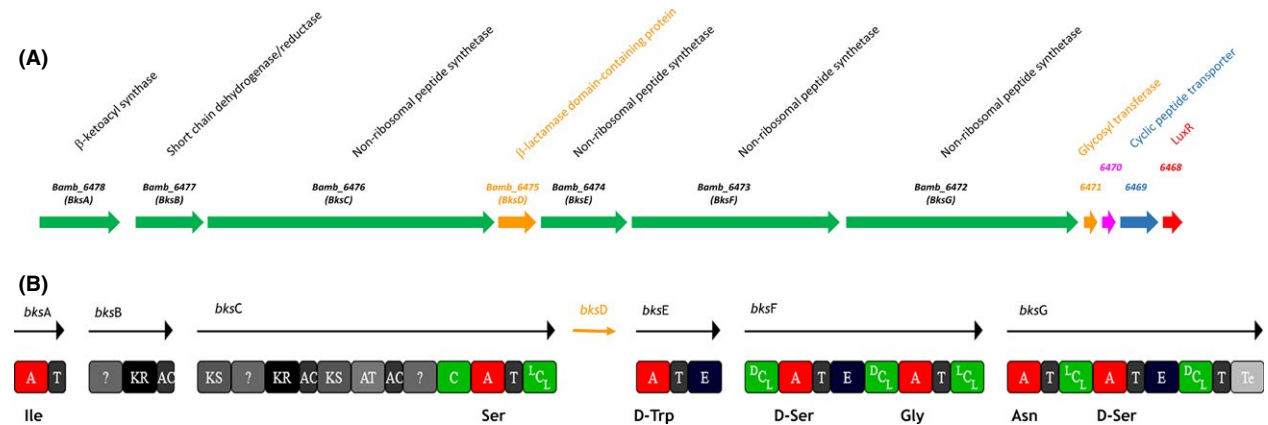 (A)
β-ketoacyl synthase
Short chain dehydrogenase/reductase
Non-ribosomal peptide synthetase
β-lactamase domain-containing protein
Non-ribosomal peptide synthetase
Non-ribosomal peptide synthetase
Non-ribosomal peptide synthetase
Glycosyl transferase
Cyclic peptide transporter
LuxR
Bamb_6478
(BksA)
Bamb_6477
(BksB)
Bamb_6476
(BksC)
Bamb_6475
(BksD)
Bamb_6474
(BksE)
Bamb_6473
(BksF)
Bamb_6472
(BksG)
6471
6470
6469
6468
(B)
bksA
bksB
bksC
bksD
bksE
bksF
bksG
A T
? KR AC
KS ? KR AC KS AT AC ? C A T LCL
A T E
DCL A T E DCL A T LCL
A T LCL A T E DCL T Te
Ile
Ser
D-Trp
D-Ser
Gly
Asn
D-Ser